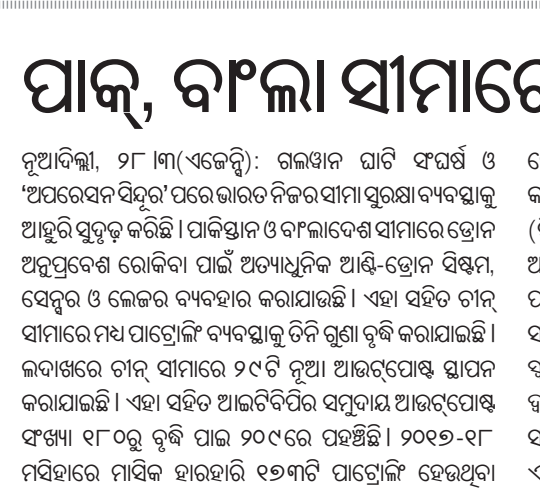 ପାକ୍, ବାଂଲା ସୀମାରେ
ନୂଆଦିଲ୍ଲୀ, ୨୮।୩(ଏଜେନ୍ସି): ଗଲୱାନ ଘାଟି ସଂଘର୍ଷ ଓ
‘ଅପରେସନ ସିନ୍ଦୂର’ ପରେ ଭାରତ ନିଜର ସୀମା ସୁରକ୍ଷା ବ୍ୟବସ୍ଥାକୁ
ଆହୁରି ସୁଦୃଢ଼ କରିଛି । ପାକିସ୍ତାନ ଓ ବାଂଲାଦେଶ ସୀମାରେ ଡ୍ରୋନ
ଅନୁପ୍ରବେଶ ରୋକିବା ପାଇଁ ଅତ୍ୟାଧୁନିକ ଆଣ୍ଟି-ଡ୍ରୋନ ସିଷ୍ଟମ,
ସେନ୍ସର ଓ ଲେଜର ବ୍ୟବହାର କରାଯାଉଛି । ଏହା ସହିତ ଚୀନ୍
ସୀମାରେ ମଧ୍ୟ ପାଟ୍ରୋଲିଂ ବ୍ୟବସ୍ଥାକୁ ତିନି ଗୁଣା ବୃଦ୍ଧି କରାଯାଇଛି ।
ଲଦାଖରେ ଚୀନ୍ ସୀମାରେ ୨୯ଟି ନୂଆ ଆଉଟ୍‌ପୋଷ୍ଟ ସ୍ଥାପନ
କରାଯାଇଛି । ଏହା ସହିତ ଆଇଟିବିପିର ସମୁଦାୟ ଆଉଟ୍‌ପୋଷ୍ଟ
ସଂଖ୍ୟା ୧୮୦ରୁ ବୃଦ୍ଧି ପାଇ ୨୦୯ରେ ପହଞ୍ଚିଛି । ୨୦୧୭-୧୮
ମସିହାରେ ମାସିକ ହାରାହାରି ୧୭୩ଟି ପାଟ୍ରୋଲିଂ ହେଉଥିବା